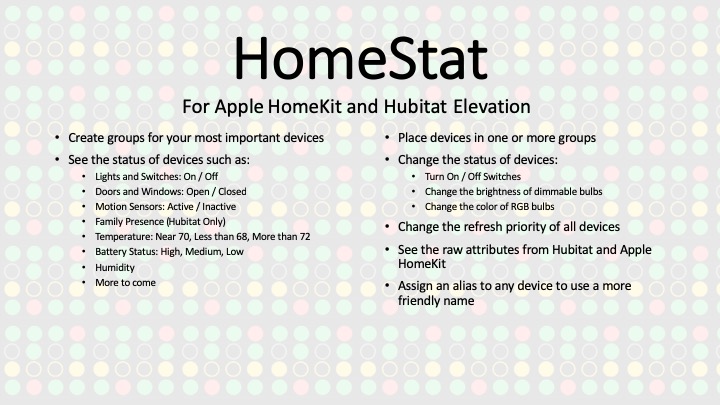 HomeStat
For Apple HomeKit and Hubitat Elevation
• Create groups for your most important devices
• See the status of devices such as:
• Lights and Switches: On / Off
• Doors and Windows: Open / Closed
• Motion Sensors: Active / Inactive
• Family Presence (Hubitat Only)
• Temperature: Near 70, Less than 68, More than 72
• Battery Status: High, Medium, Low
• Humidity
• More to come
• Place devices in one or more groups
• Change the status of devices:
• Turn On / Off Switches
• Change the brightness of dimmable bulbs
• Change the color of RGB bulbs
• Change the refresh priority of all devices
• See the raw attributes from Hubitat and Apple
HomeKit
• Assign an alias to any device to use a more
friendly name